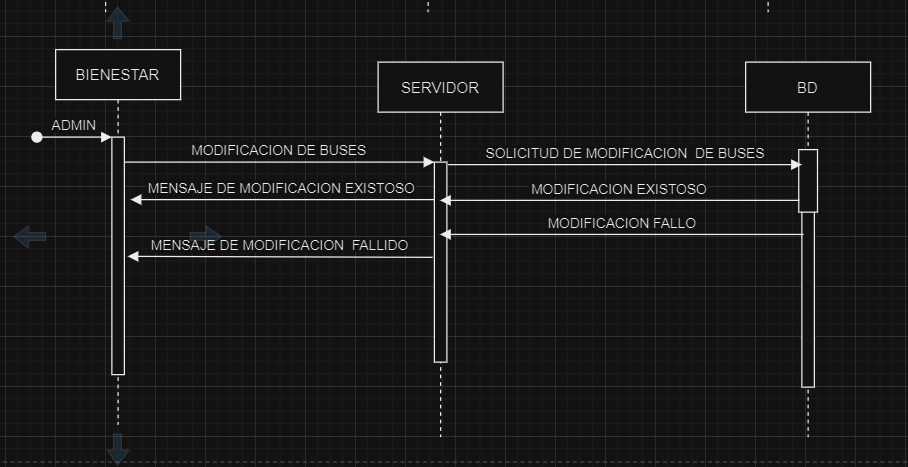 BIENESTAR
SERVIDOR
BD
ADMIN
MODIFICACION DE BUSES
SOLICITUD DE MODIFICACION  DE BUSES
MENSAJE DE MODIFICACION EXISTOSO
MODIFICACION EXISTOSO
MODIFICACION FALLO
MENSAJE DE MODIFICACION  FALLIDO